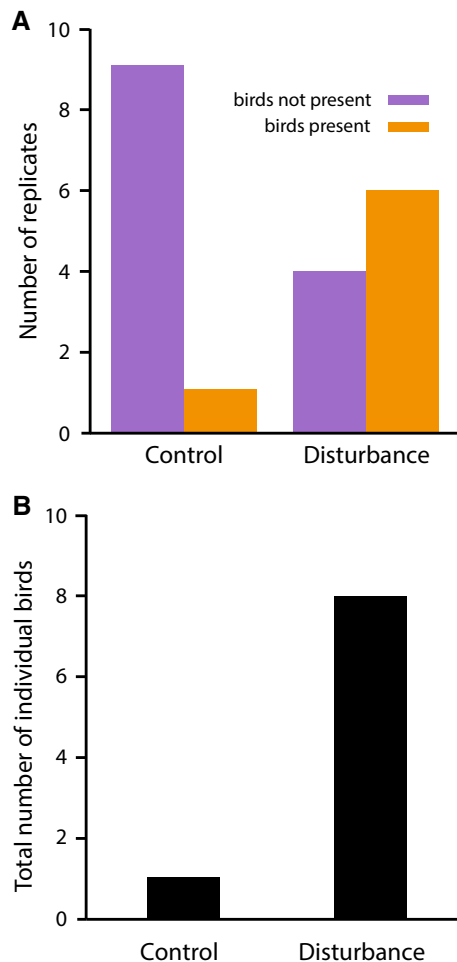 A
10
8
6
4
2
0
Number of replicates
birds not present
birds present
Control Disturbance
B
10
8
6
4
2
0
Total number of individual birds
Control Disturbance